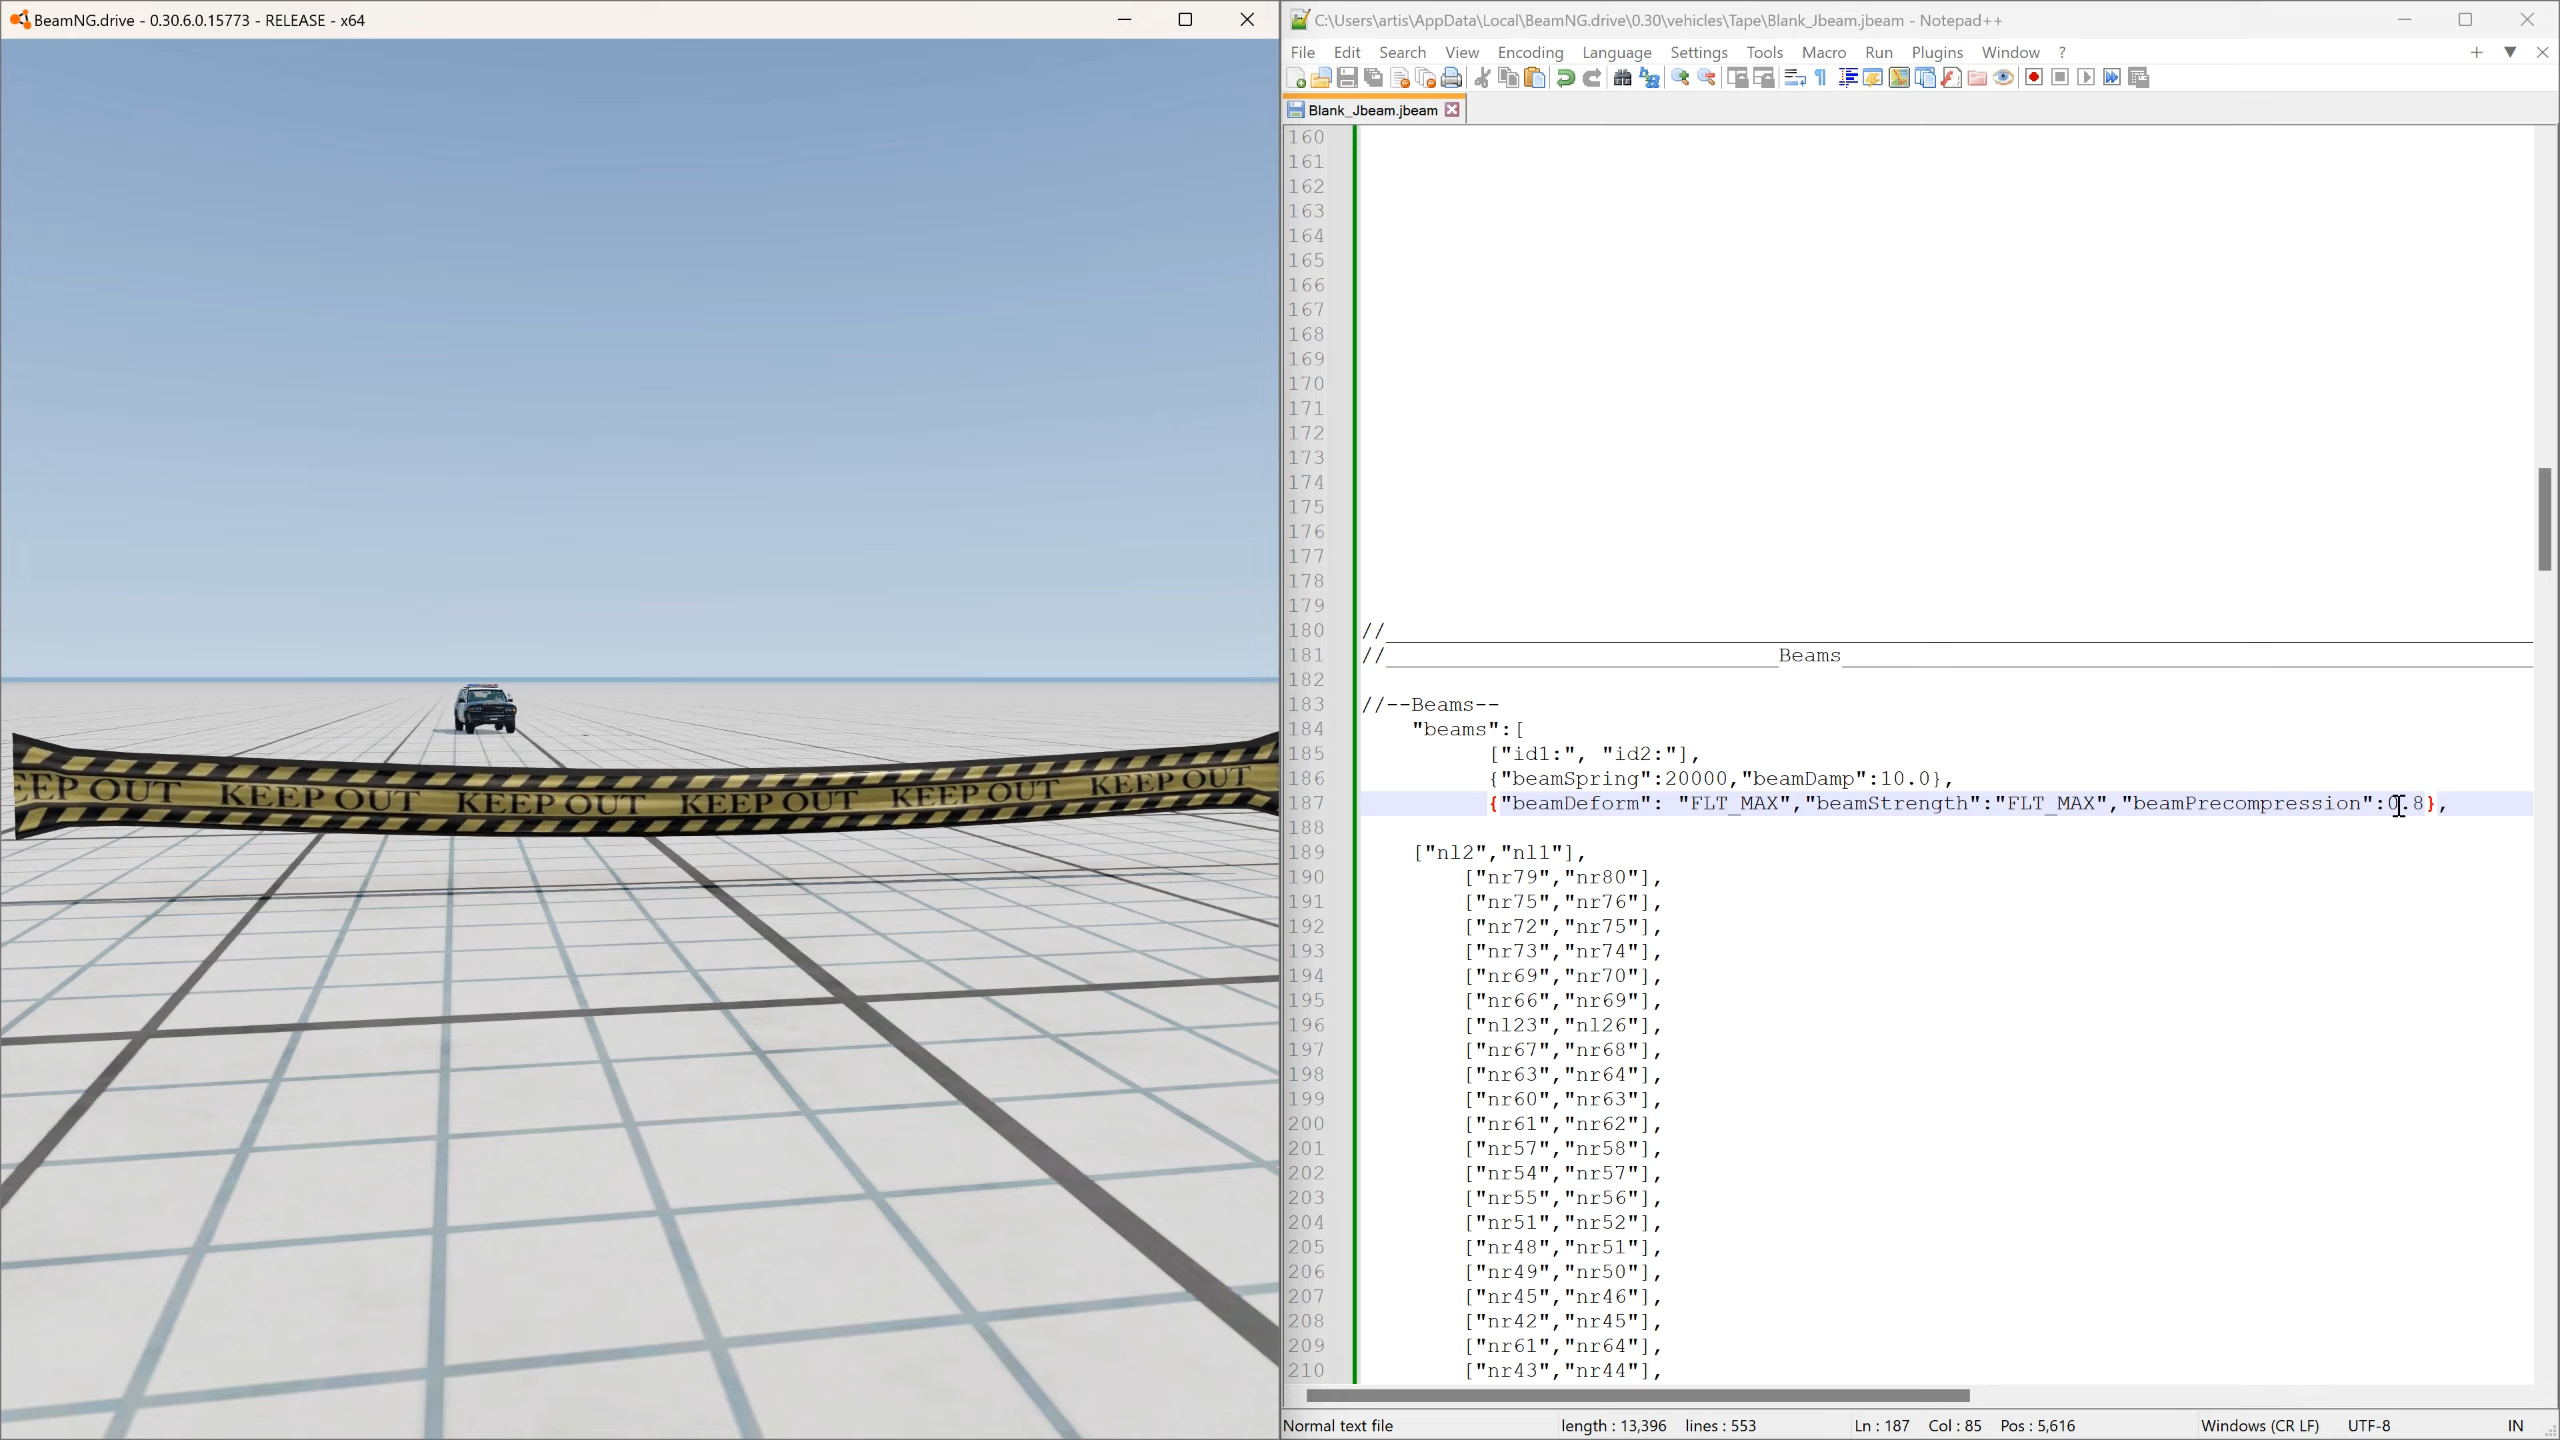 BeamNG.drive - 0.30.6.0.15773 - RELEASE - x64
EEP OUT KEEP OUT KEEP OUT KEEP OUT KEEP OUT KEEP OUT
C:\Users\artis\AppData\Local\BeamNG.drive\0.30\vehicles\Tape\Blank_Jbeam.jbeam - Notepad++
File Edit Search View Encoding Language Settings Tools Macro Run Plugins Window ?
Blank_Jbeam.jbeam
160
161
162
163
164
165
166
167
168
169
170
171
172
173
174
175
176
177
178
179
180 //
181 // Beams
182
183 //--Beams--
184 "beams":[
185 ["id1:", "id2:"],
186 {"beamSpring":20000,"beamDamp":10.0},
187 {"beamDeform": "FLT_MAX","beamStrength":"FLT_MAX","beamPrecompression":0.8},
188
189 ["nl2","nl1"],
190 ["nr79","nr80"],
191 ["nr75","nr76"],
192 ["nr72","nr75"],
193 ["nr73","nr74"],
194 ["nr69","nr70"],
195 ["nr66","nr69"],
196 ["nl23","nl26"],
197 ["nr67","nr68"],
198 ["nr63","nr64"],
199 ["nr60","nr63"],
200 ["nr61","nr62"],
201 ["nr57","nr58"],
202 ["nr54","nr57"],
203 ["nr55","nr56"],
204 ["nr51","nr52"],
205 ["nr48","nr51"],
206 ["nr49","nr50"],
207 ["nr45","nr46"],
208 ["nr42","nr45"],
209 ["nr61","nr64"],
210 ["nr43","nr44"],
Normal text file length : 13,396 lines : 553 Ln : 187 Col : 85 Pos : 5,616 Windows (CR LF) UTF-8 IN